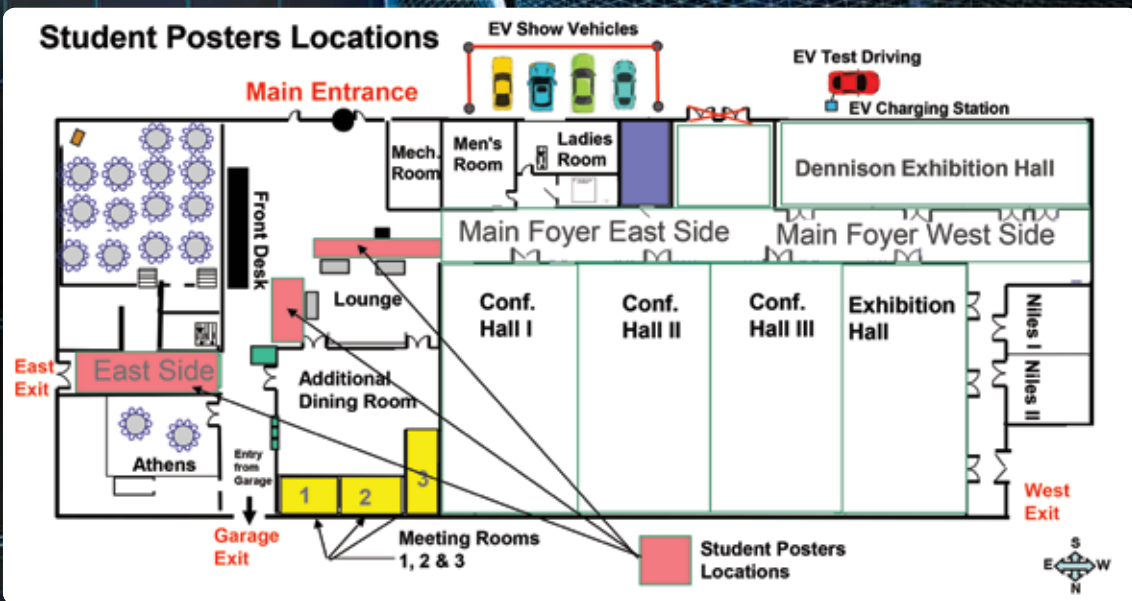 Student Posters Locations
EV Show Vehicles
EV Test Driving
EV Charging Station
Main Entrance
Mech.
Room
Men's
Room
Ladies
Room
Dennison Exhibition Hall
Front Desk
Main Foyer East Side
Main Foyer West Side
Lounge
Conf.
Hall I
Conf.
Hall II
Conf.
Hall III
Exhibition
Hall
Niles I
Niles II
East
Exit
East Side
Additional
Dining Room
Athens
Entry
from
Garage
1
2
3
Garage
Exit
Meeting Rooms
1, 2 & 3
Student Posters
Locations
West
Exit
S
E
W
N